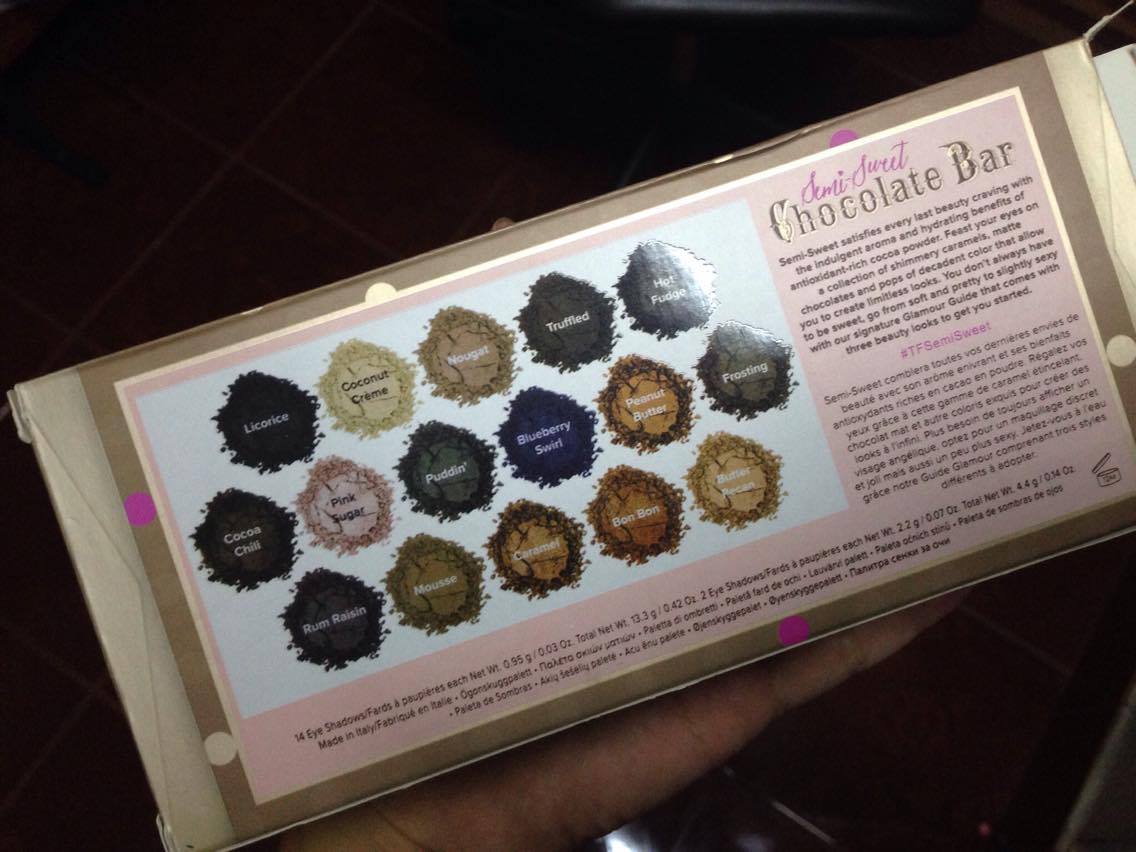 Semi-Sweet
Chocolate Bar
Semi-Sweet satisfies every last beauty craving with
the indulgent aroma and hydrating benefits of
antioxidant-rich cocoa powder. Feast your eyes on
a collection of shimmery caramels, matte
chocolates and pops of decadent color that allow
you to create limitless looks. You don't always have
to be sweet, go from soft and pretty to slightly sexy
with our signature Glamour Guide that comes with
three beauty looks to get you started.
#TFSemiSweet
Semi-Sweet comblera toutes vos dernières envies de
beauté avec son arôme enivrant et ses bienfaits
antioxydants riches en cacao en poudre. Régalez vos
yeux grâce à cette gamme de caramel étincelant,
chocolat mat et autre coloris exquis pour créer des
looks à l'infini. Plus besoin de toujours afficher un
visage angélique, optez pour un maquillage discret
et joli mais aussi un peu plus sexy. Jetez-vous à l'eau
grâce notre Guide Glamour comprenant trois styles
différents à adopter.
Licorice
Coconut
Crème
Nougat
Truffled
Hot
Fudge
Cocoa
Chili
Pink
Sugar
Puddin'
Blueberry
Swirl
Peanut
Butter
Frosting
Rum Raisin
Mousse
Caramel
Bon Bon
Butter
Pecan
14 Eye Shadows/Fards à paupières each Net Wt. 0.95 g / 0.03 Oz. Total Net Wt. 13.3 g / 0.42 Oz. 2 Eye Shadows/Fards à paupières each Net Wt. 2.2 g / 0.07 Oz. Total Net Wt. 4.4 g / 0.14 Oz.
Made in Italy/Fabriqué en Italie • Ögonskuggpalett • Παλέτα σκιών ματιών • Paletta di ombretti • Paletă fard de ochi • Lauvärvi palett • Paleta očních stínů • Paleta de sombras de ojos
• Paleta de Sombras • Akių šešėlių paletė • Acu ēnu palete • Øjenskyggepalet • Øyenskyggepalett • Палитра сенки за очи